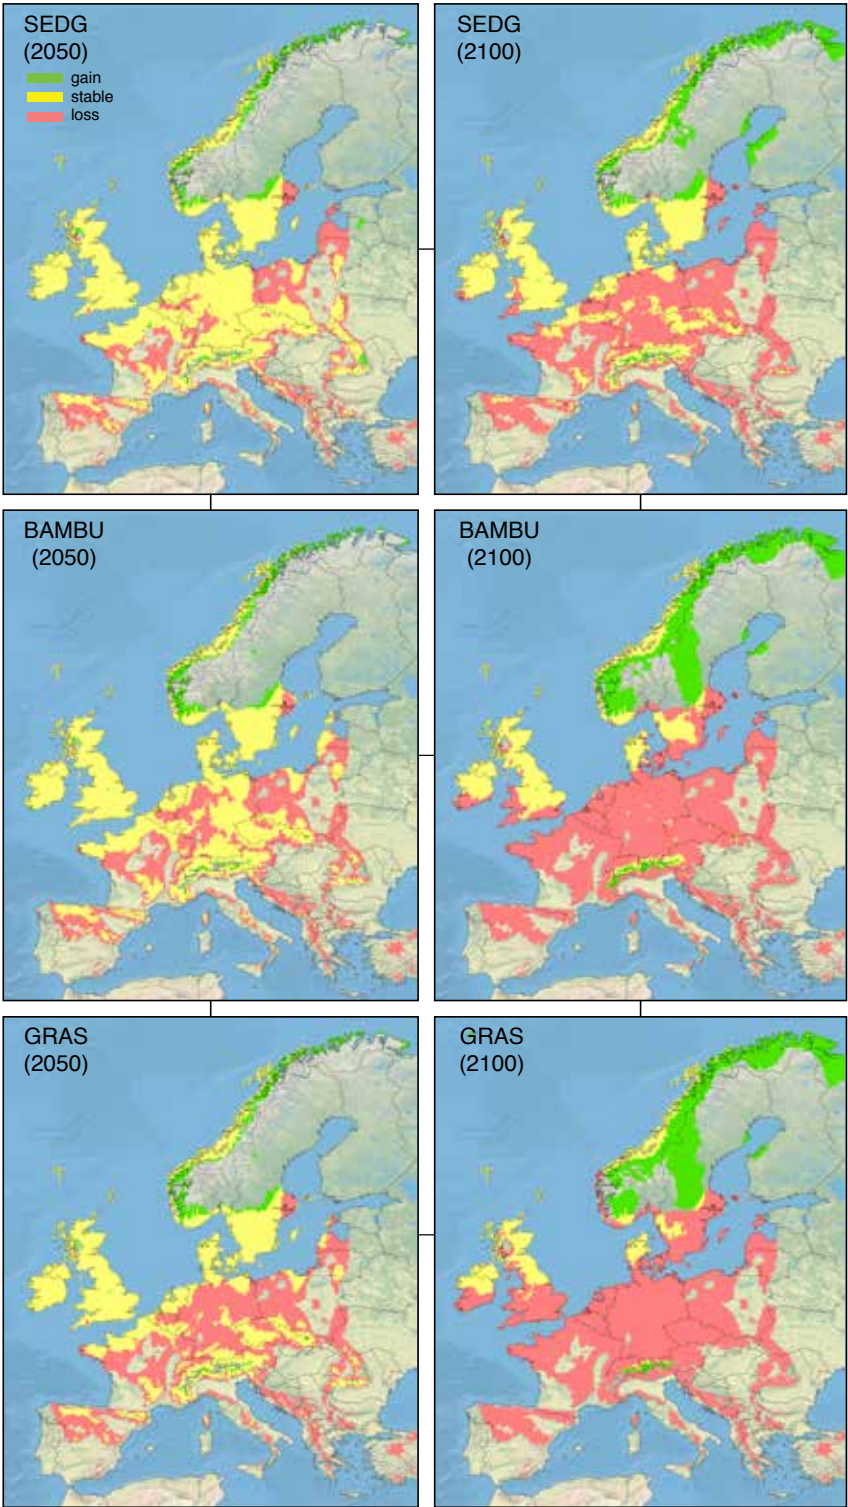 SEDG
(2050)
gain
stable
loss
SEDG
(2100)
BAMBU
(2050)
BAMBU
(2100)
GRAS
(2050)
GRAS
(2100)